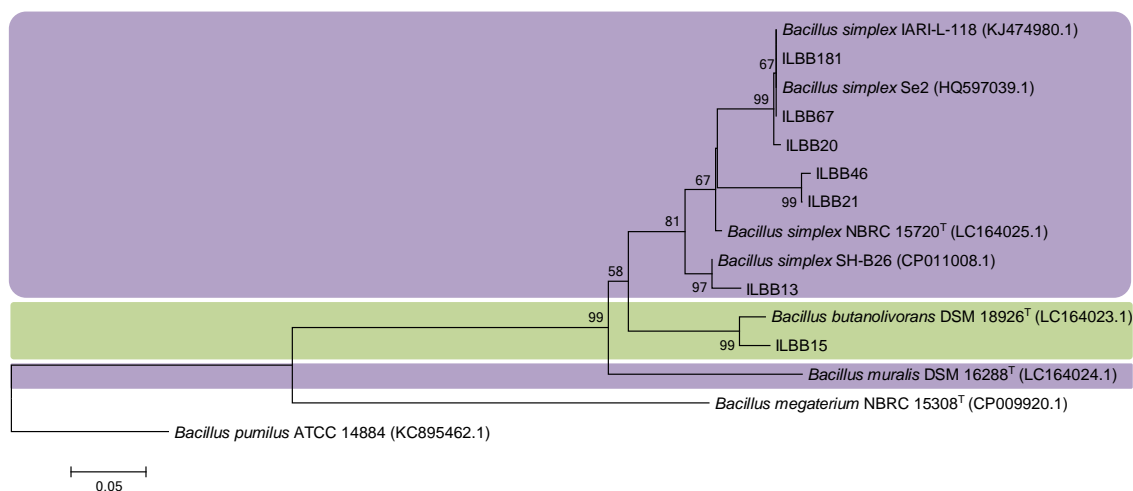 Bacillus simplex IARI-L-118 (KJ474980.1)
ILBB181
67
Bacillus simplex Se2 (HQ597039.1)
99
ILBB67
ILBB20
ILBB46
67
99
ILBB21
81
Bacillus simplex NBRC 15720T (LC164025.1)
Bacillus simplex SH-B26 (CP011008.1)
58
97
ILBB13
99
Bacillus butanolivorans DSM 18926T (LC164023.1)
99
ILBB15
Bacillus muralis DSM 16288T (LC164024.1)
Bacillus megaterium NBRC 15308T (CP009920.1)
Bacillus pumilus ATCC 14884 (KC895462.1)
0.05